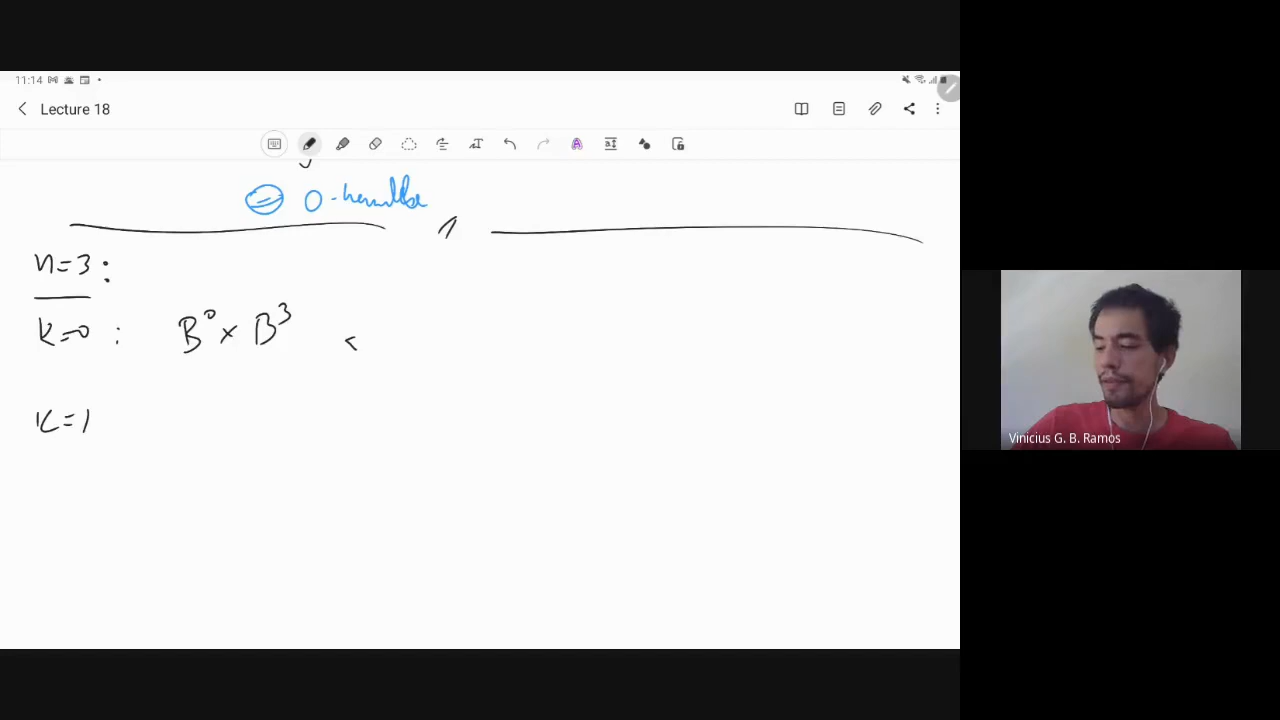 11:14
Lecture 18
0-handle
n=3:
k=0: B⁰ × B³
k=1
Vinicius G. B. Ramos